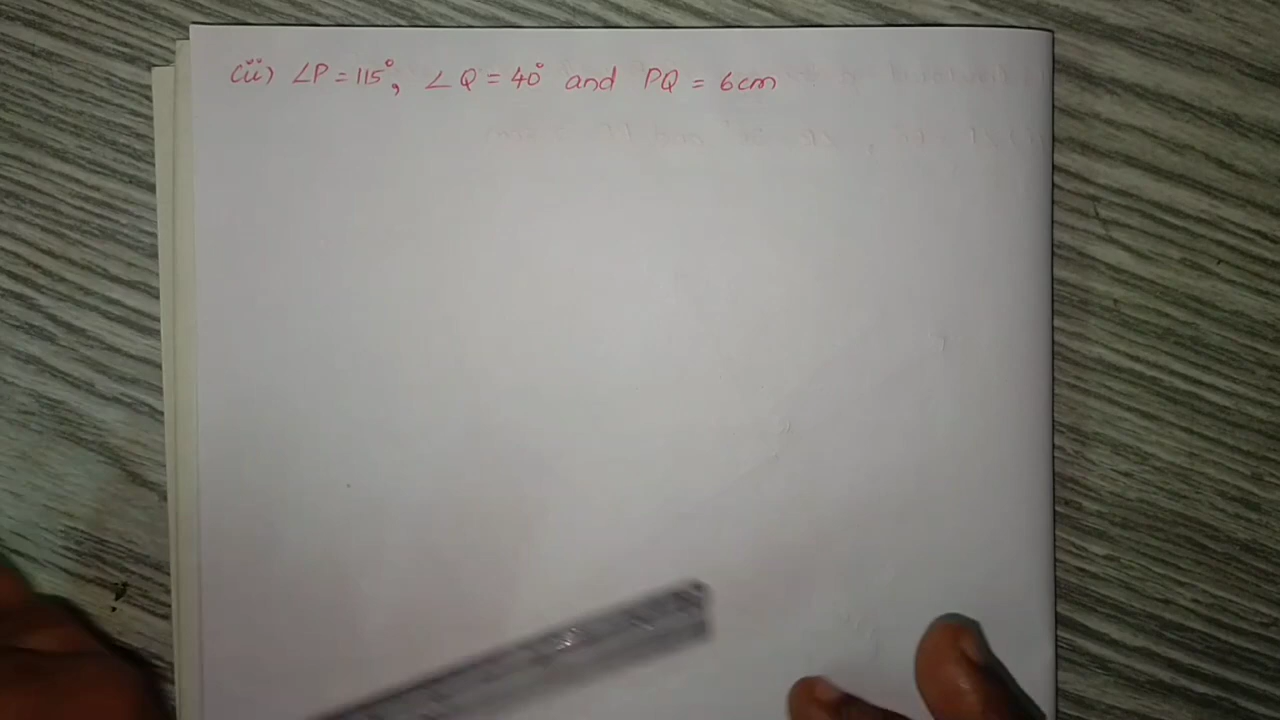 (ii) ∠P = 115°, ∠Q = 40° and PQ = 6cm